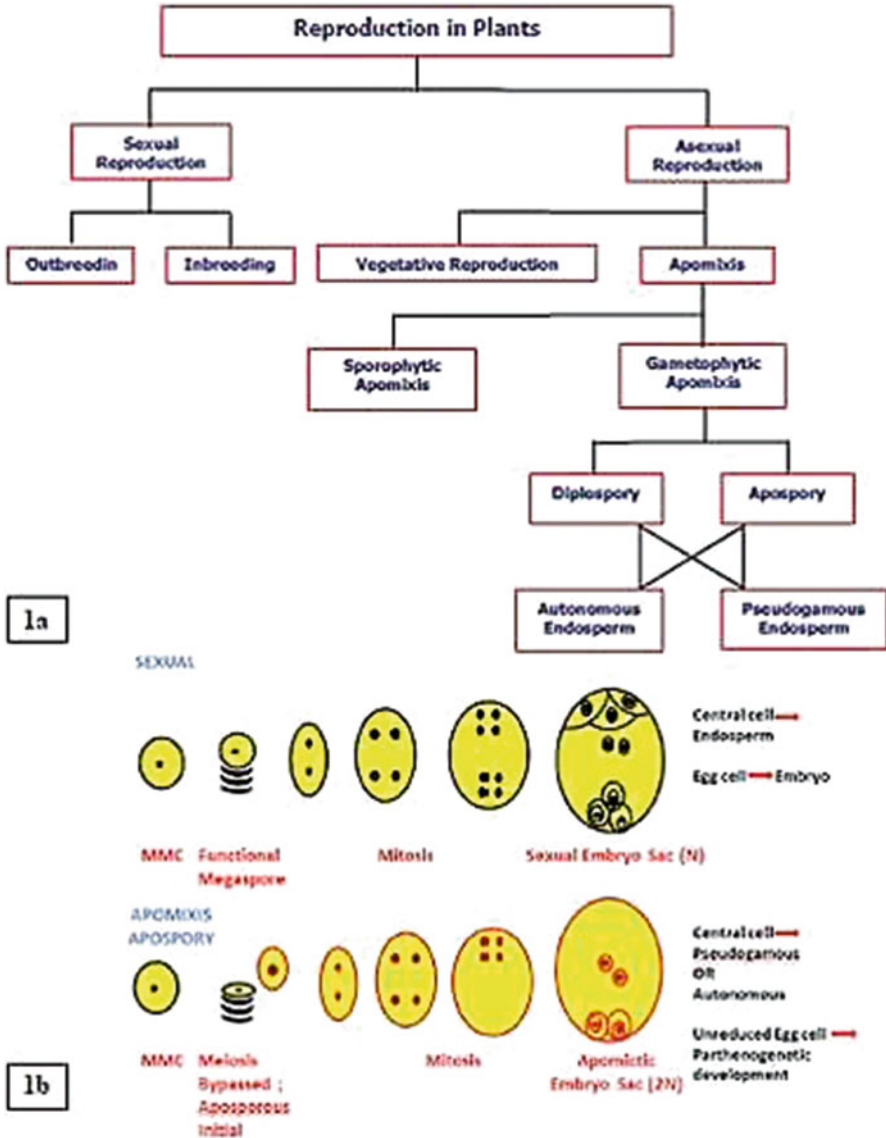 Reproduction in Plants
Sexual
Reproduction
Asexual
Reproduction
Outbreedin
Inbreeding
Vegetative Reproduction
Apomixis
Sporophytic
Apomixis
Gametophytic
Apomixis
Diplospory
Apospory
Autonomous
Endosperm
Pseudogamous
Endosperm
1a
SEXUAL
Central cell
Endosperm
Egg cell Embryo
MMC
Functional
Megaspore
Mitosis
Sexual Embryo Sac (N)
APOMIXIS
APOSPORY
Central cell
Pseudogamous
OR
Autonomous
Unreduced Egg cell
Parthenogenetic
development
MMC
Meiosis
Bypassed ;
Aposporous
Initial
Mitosis
Apomictic
Embryo Sac (2N)
1b